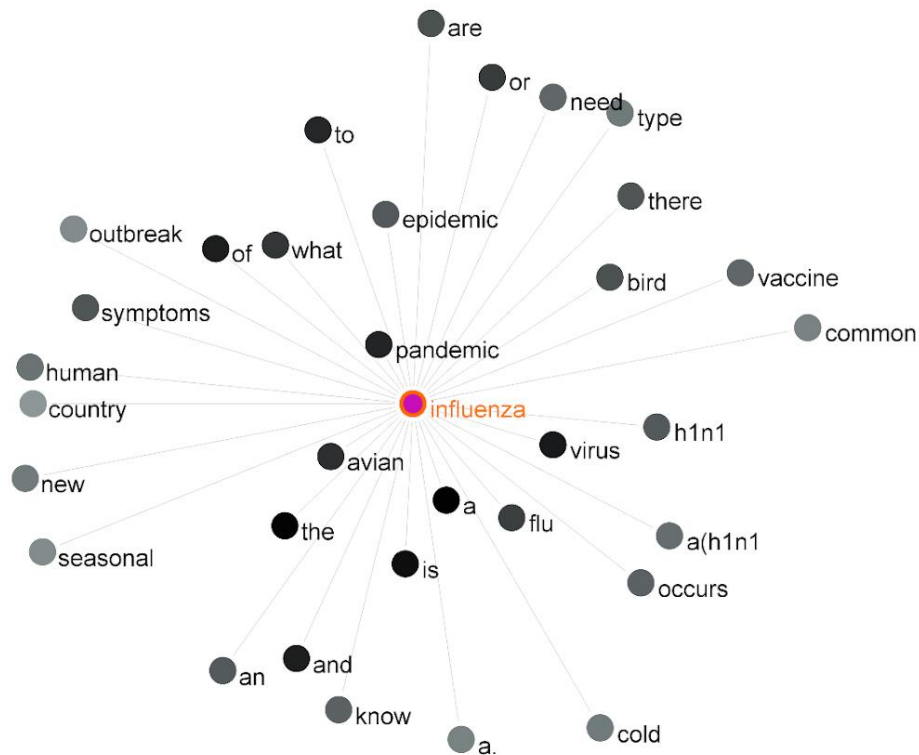 are
or
need
type
to
there
epidemic
outbreak
of
what
bird
vaccine
symptoms
common
pandemic
human
country
influenza
h1n1
virus
avian
new
a
flu
the
a(h1n1
seasonal
is
occurs
and
an
know
cold
a.